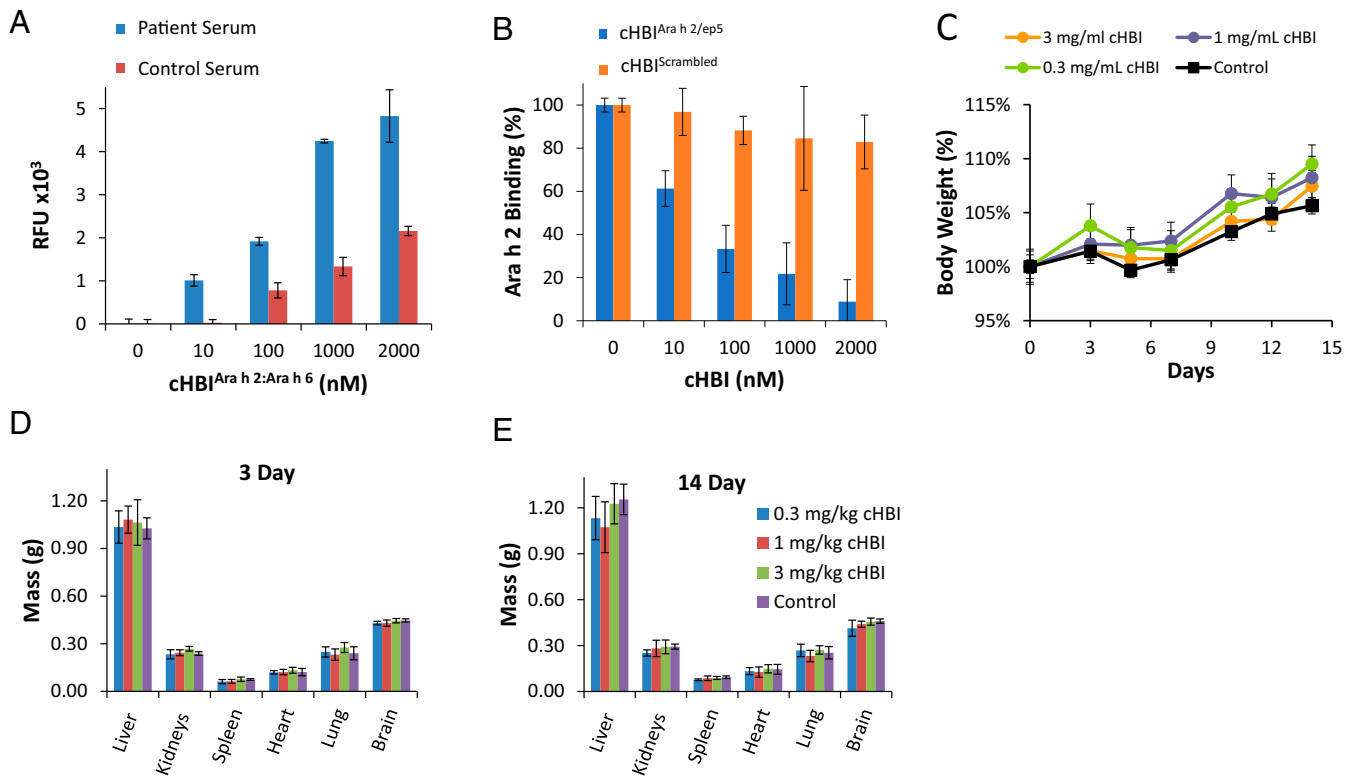 A
Patient Serum
Control Serum
RFU x10³
5
4
3
2
1
0
0 10 100 1000 2000
cHBI^Ara h 2:Ara h 6 (nM)
B
cHBI^Ara h 2/ep5
cHBI^Scrambled
Ara h 2 Binding (%)
100
80
60
40
20
0
0 10 100 1000 2000
cHBI (nM)
C
3 mg/ml cHBI 1 mg/mL cHBI
0.3 mg/mL cHBI Control
Body Weight (%)
115%
110%
105%
100%
95%
0 3 6 9 12 15
Days
D
3 Day
Mass (g)
1.20
0.90
0.60
0.30
0.00
Liver Kidneys Spleen Heart Lung Brain
E
14 Day
0.3 mg/kg cHBI
1 mg/kg cHBI
3 mg/kg cHBI
Control
Mass (g)
1.20
0.90
0.60
0.30
0.00
Liver Kidneys Spleen Heart Lung Brain